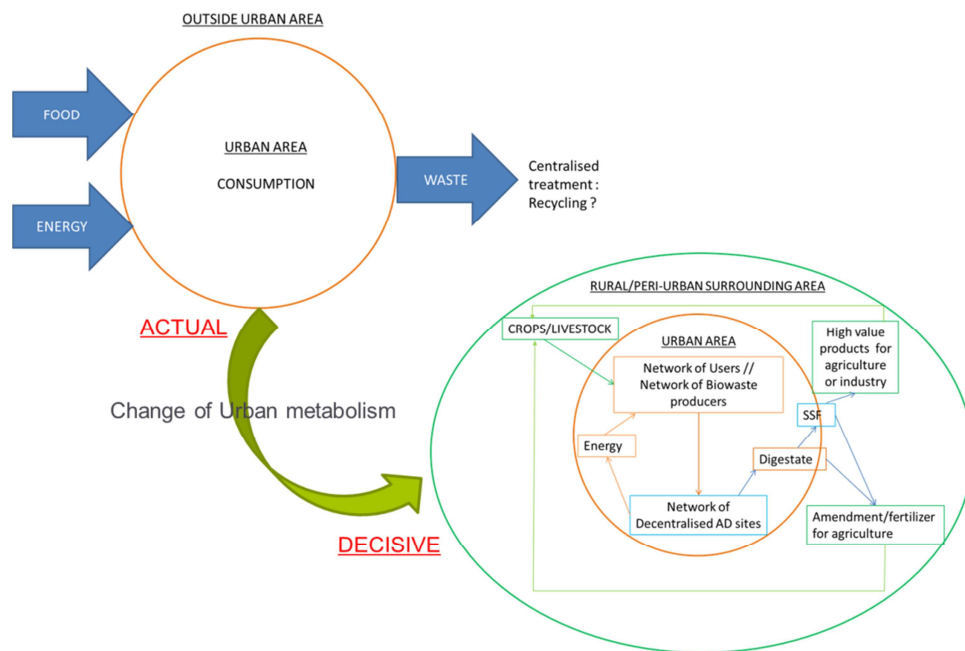 OUTSIDE URBAN AREA
FOOD
URBAN AREA
CONSUMPTION
WASTE
Centralised
treatment :
Recycling ?
ENERGY
ACTUAL
Change of Urban metabolism
DECISIVE
RURAL/PERI-URBAN SURROUNDING AREA
CROPS/LIVESTOCK
URBAN AREA
High value
products for
agriculture
or industry
Network of Users //
Network of Biowaste
producers
SSF
Energy
Digestate
Network of
Decentralised AD sites
Amendment/fertilizer
for agriculture